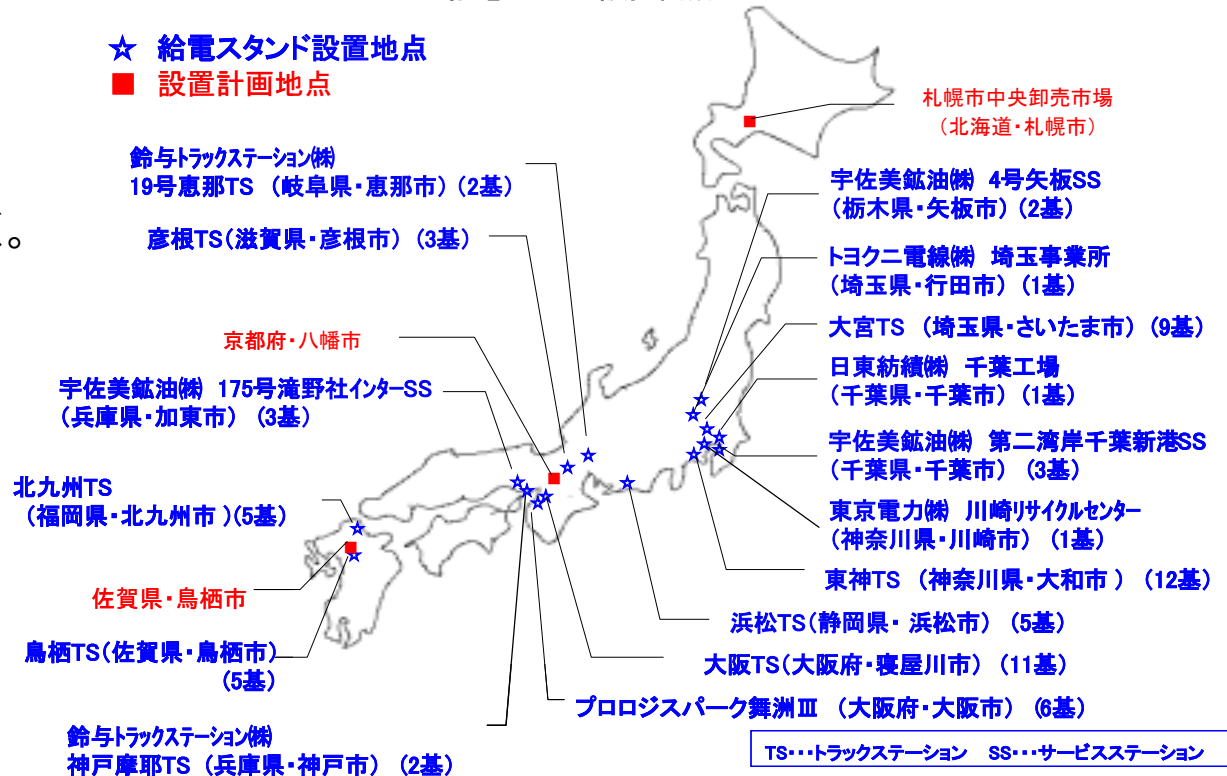 ☆ 給電スタンド設置地点
■ 設置計画地点
札幌市中央卸売市場
(北海道・札幌市)
鈴与トラックステーション㈱
19号恵那TS (岐阜県・恵那市) (2基)
彦根TS(滋賀県・彦根市) (3基)
京都府・八幡市
宇佐美鉱油㈱ 175号滝野社インターSS
(兵庫県・加東市) (3基)
北九州TS
(福岡県・北九州市)(5基)
佐賀県・鳥栖市
鳥栖TS(佐賀県・鳥栖市)
(5基)
鈴与トラックステーション㈱
神戸摩耶TS (兵庫県・神戸市) (2基)
宇佐美鉱油㈱ 4号矢板SS
(栃木県・矢板市) (2基)
トヨクニ電線㈱ 埼玉事業所
(埼玉県・行田市) (1基)
大宮TS (埼玉県・さいたま市) (9基)
日東紡績㈱ 千葉工場
(千葉県・千葉市) (1基)
宇佐美鉱油㈱ 第二湾岸千葉新港SS
(千葉県・千葉市) (3基)
東京電力㈱ 川崎リサイクルセンター
(神奈川県・川崎市) (1基)
東神TS (神奈川県・大和市) (12基)
浜松TS(静岡県・浜松市) (5基)
大阪TS(大阪府・寝屋川市) (11基)
プロロジスパーク舞洲Ⅲ (大阪府・大阪市) (6基)
TS・・・トラックステーション SS・・・サービスステーション